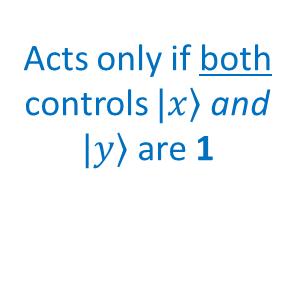 Acts only if both
controls |𝑥⟩ and
|𝑦⟩ are 1